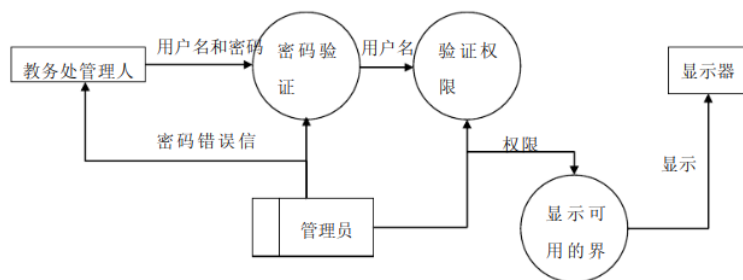 用户名和密码
密码验
证
用户名
验证权
限
教务处管理人
显示器
密码错误信
权限
显示
管理员
显示可
用的界